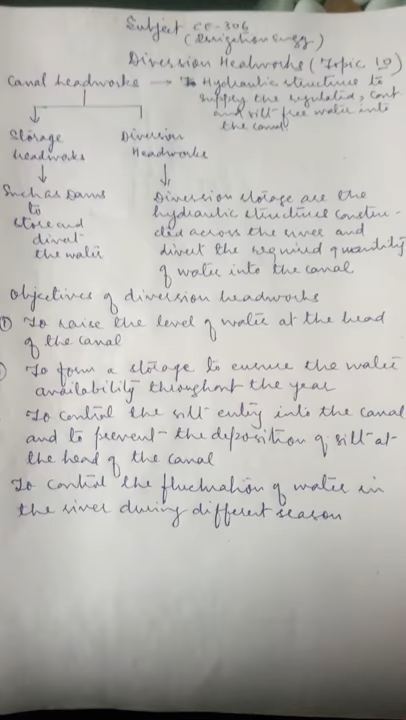 Subject CE-306
(Irrigation Engg)
Diversion Headworks (Topic 10)
Canal headworks → To Hydraulic structure to
supply the regulated, cont
and silt free water into
the canal
Storage headworks
Diversion Headworks
Such as Dams
to
store and
divert
the water
Diversion storage are the
hydraulic structure constru-
cted across the river and
divert the required quantity
of water into the canal
Objectives of diversion headworks
① To raise the level of water at the head
of the canal
To form a storage to ensure the water
availability throughout the year
To control the silt entry into the canal
and to prevent the deposition of silt at
the head of the canal
To control the fluctuation of water in
the river during different season